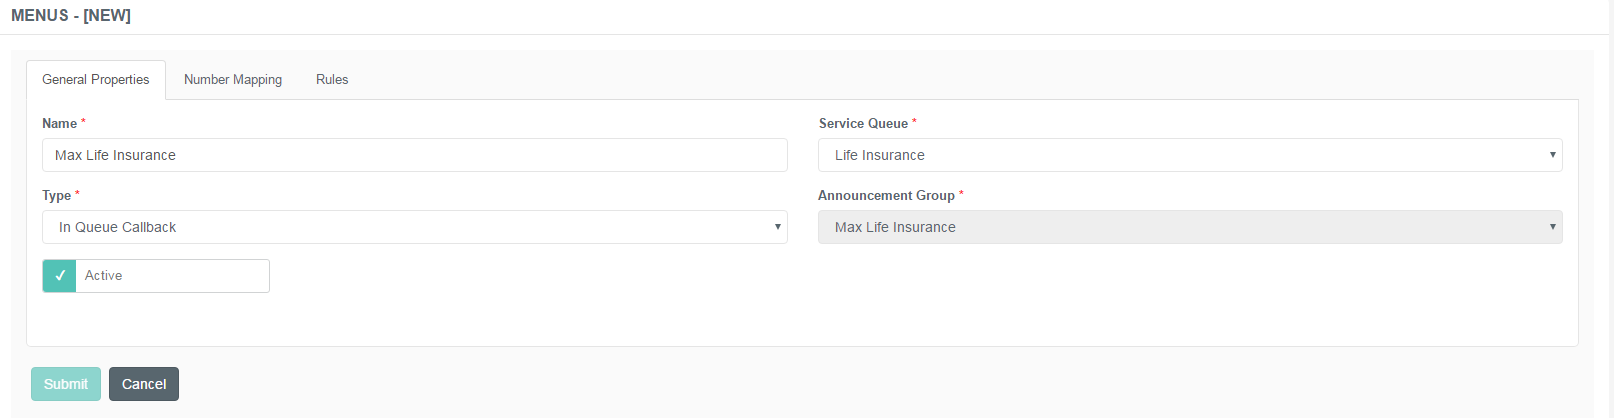 MENUS - [NEW]
General Properties Number Mapping Rules
Name * Service Queue *
Max Life Insurance Life Insurance
Type * Announcement Group *
In Queue Callback Max Life Insurance
Active
Submit Cancel